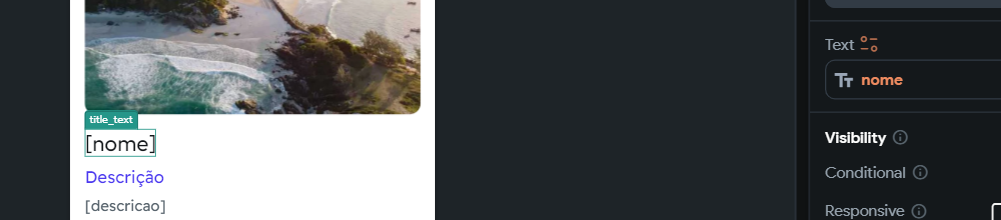 Text
nome
title_text
[nome]
Visibility
Descrição
Conditional
[descricao]
Responsive